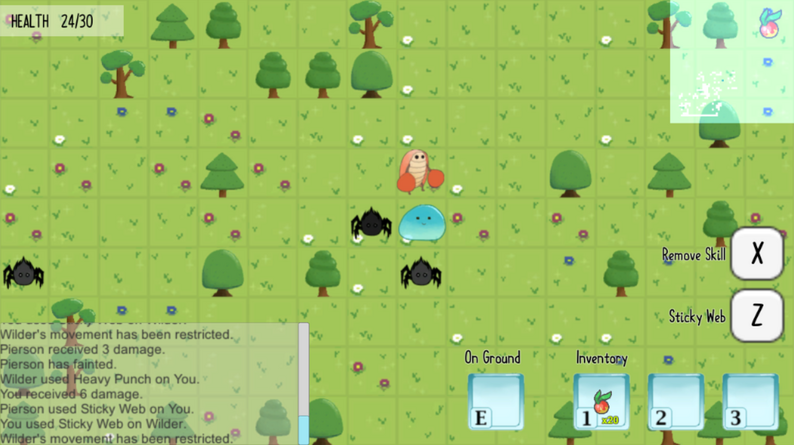 HEALTH 24/30
Remove Skill X
Sticky Web Z
Wilder's movement has been restricted.
Pierson received 3 damage.
Pierson has fainted.
Wilder used Heavy Punch on You.
You received 6 damage.
Pierson used Sticky Web on You.
You used Sticky Web on Wilder.
Wilder's movement has been restricted.
On Ground
Inventory
E
1 x20
2
3